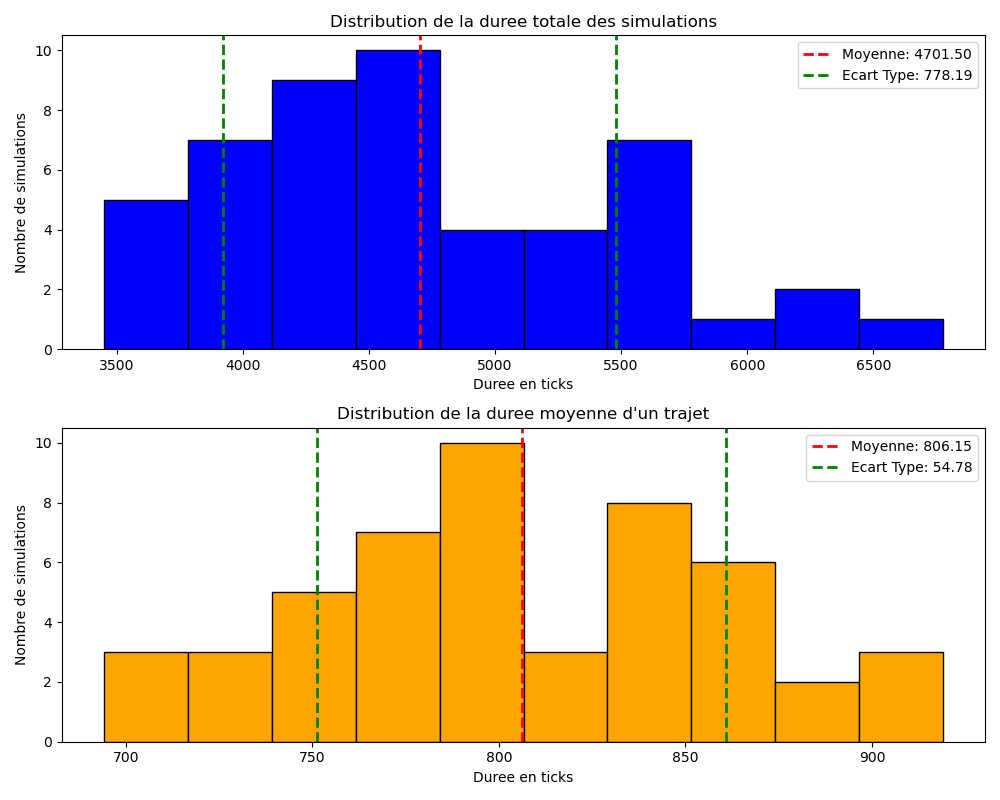 Distribution de la duree totale des simulations
Moyenne: 4701.50
Ecart Type: 778.19
Nombre de simulations
10
8
6
4
2
0
3500 4000 4500 5000 5500 6000 6500
Duree en ticks
Distribution de la duree moyenne d'un trajet
Moyenne: 806.15
Ecart Type: 54.78
Nombre de simulations
10
8
6
4
2
0
700 750 800 850 900
Duree en ticks